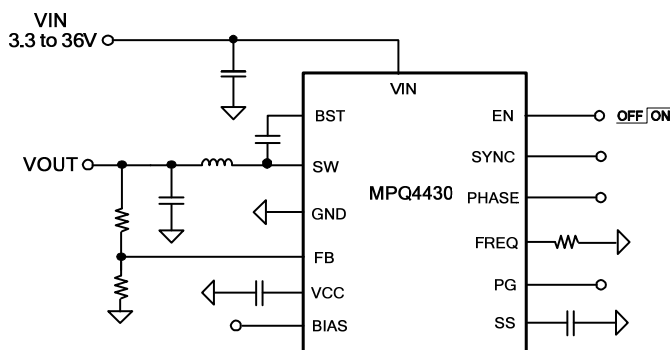 VIN
3.3 to 36V
VIN
BST
EN
OFF ON
SYNC
VOUT
SW
MPQ4430
PHASE
GND
FREQ
FB
PG
VCC
SS
BIAS